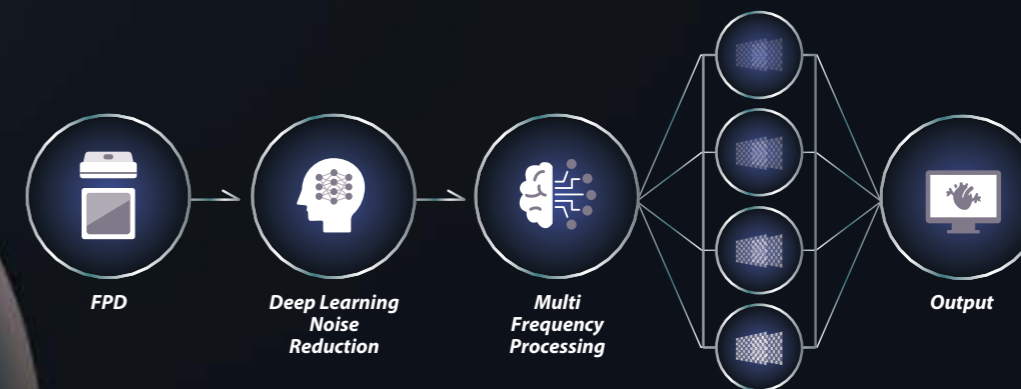 FPD
Deep Learning
Noise
Reduction
Multi
Frequency
Processing
Output